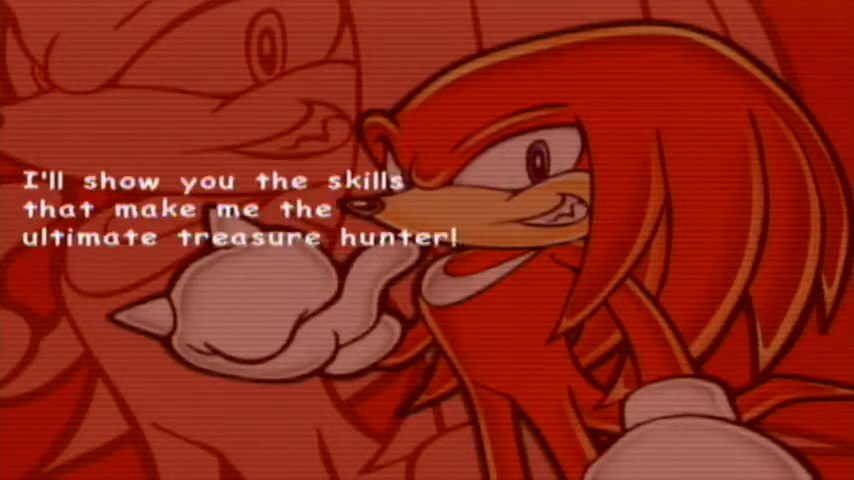 I'll show you the skills
that make me the
ultimate treasure hunter!